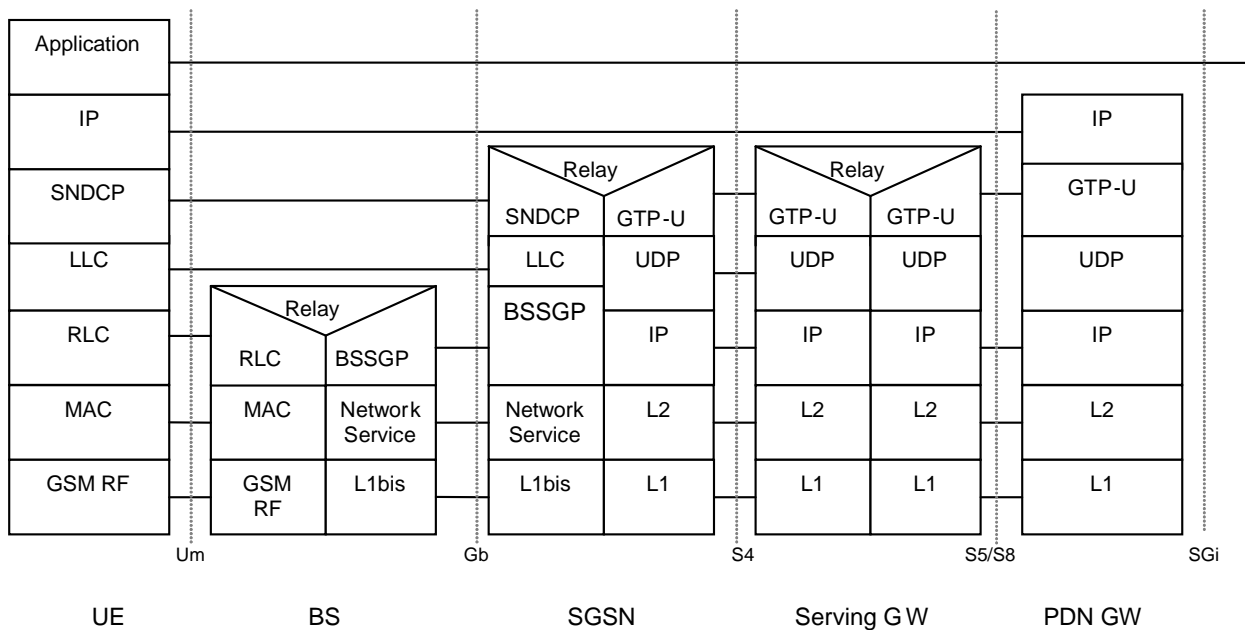 Application
IP
IP
Relay
Relay
SNDCP
GTP-U
SNDCP
GTP-U
GTP-U
GTP-U
LLC
LLC
UDP
UDP
UDP
UDP
Relay
BSSGP
RLC
IP
IP
IP
IP
RLC
BSSGP
MAC
MAC
Network
Service
Network
Service
L2
L2
L2
L2
GSM RF
GSM
RF
L1bis
L1bis
L1
L1
L1
L1
Um
Gb
S4
S5/S8
SGi
UE
BS
SGSN
Serving GW
PDN GW